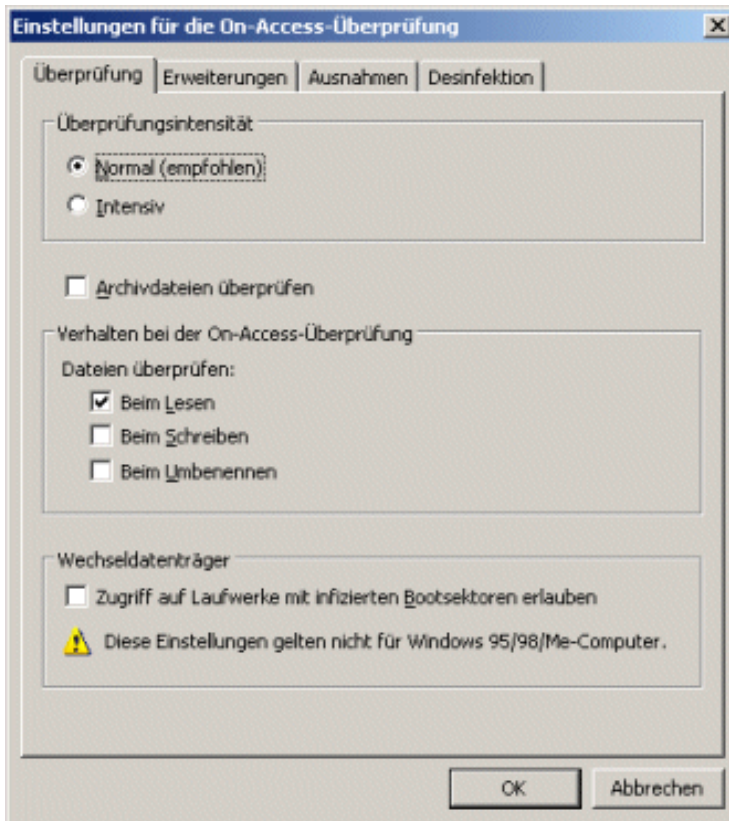 Einstellungen für die On-Access-Überprüfung
Überprüfung Erweiterungen Ausnahmen Desinfektion
Überprüfungsintensität
Normal (empfohlen)
Intensiv
Archivdateien überprüfen
Verhalten bei der On-Access-Überprüfung
Dateien überprüfen:
Beim Lesen
Beim Schreiben
Beim Umbenennen
Wechseldatenträger
Zugriff auf Laufwerke mit infizierten Bootsektoren erlauben
Diese Einstellungen gelten nicht für Windows 95/98/Me-Computer.
OK Abbrechen